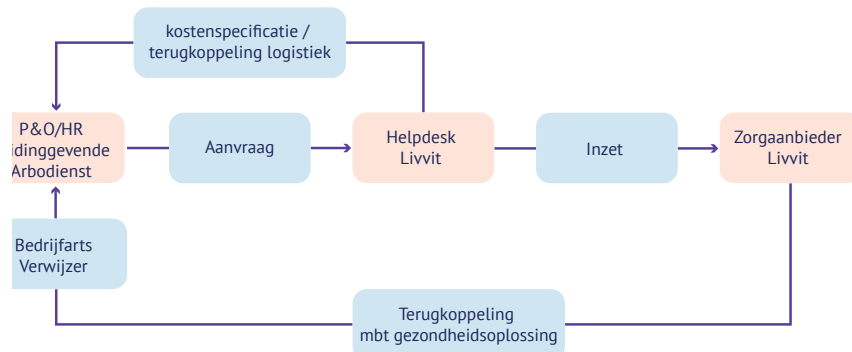 kostenspecificatie /
terugkoppeling logistiek
P&O/HR
idinggevende
Arbodienst
Aanvraag
Helpdesk
Livvit
Inzet
Zorgaanbieder
Livvit
Bedrijfarts
Verwijzer
Terugkoppeling
mbt gezondheidsoplossing